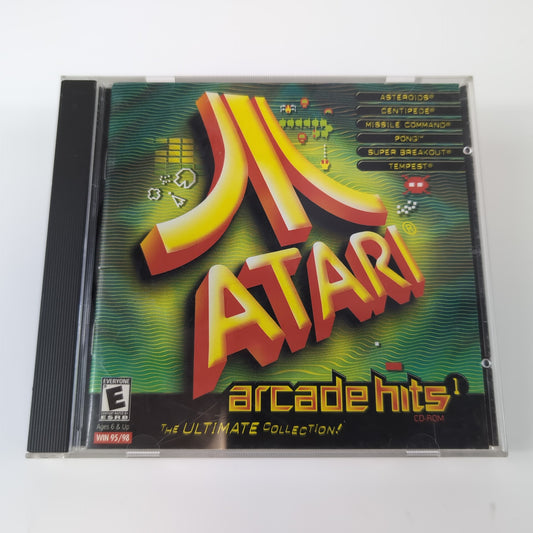 ASTEROIDS®
CENTIPEDE®
MISSILE COMMAND®
PONG™
SUPER BREAKOUT®
TEMPEST®
ATARI®
arcade hits 1
CD-ROM
THE ULTIMATE COLLECTION!
EVERYONE
E
ESRB
Ages 6 & Up
WIN 95/98